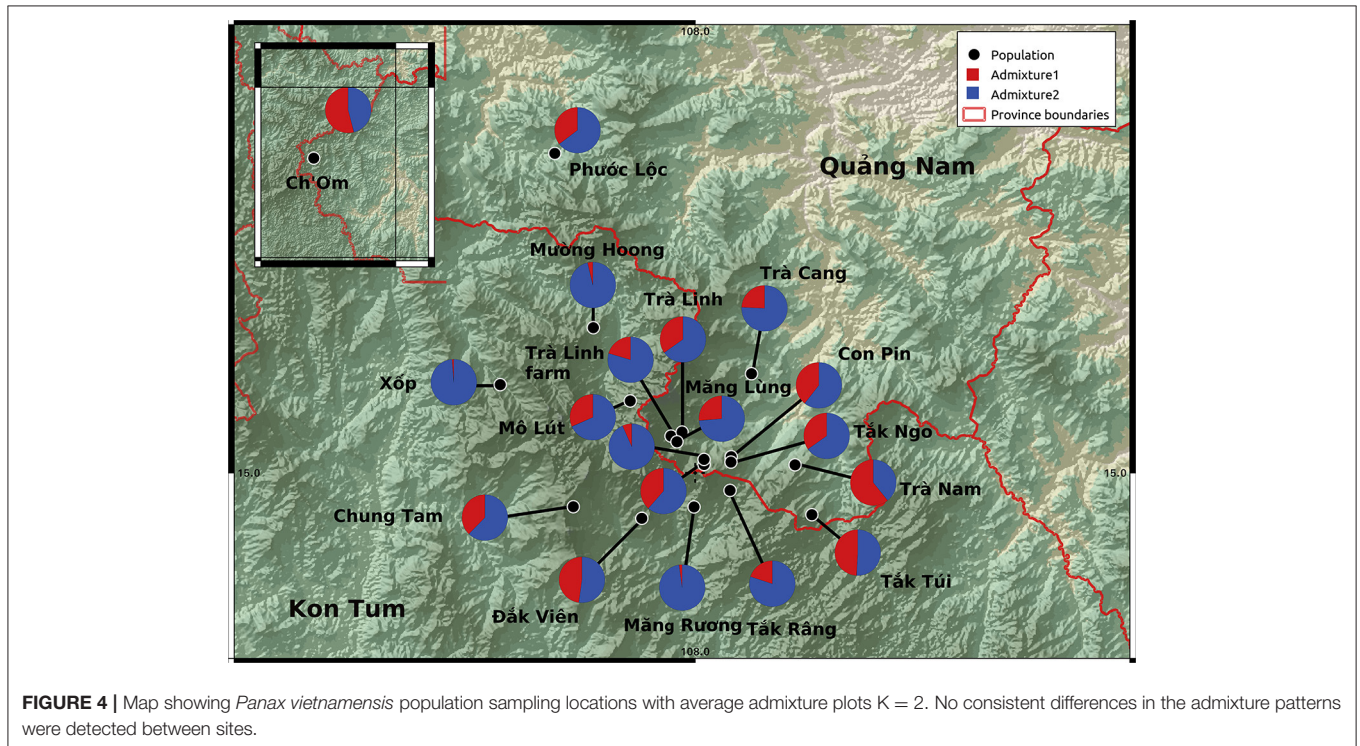 108.0
Population
Admixture1
Admixture2
Province boundaries
Quảng Nam
Phước Lộc
Ch'Ơm
Mường Hoong
Trà Cang
Trà Linh
Trà Linh
farm
Con Pin
Xốp
Măng Lùng
Mô Lút
Tắk Ngo
15.0
15.0
Trà Nam
Chung Tam
Tắk Túi
Kon Tum
Đắk Viên
Măng Rương
Tắk Râng
108.0
FIGURE 4 | Map showing Panax vietnamensis population sampling locations with average admixture plots K = 2. No consistent differences in the admixture patterns
were detected between sites.